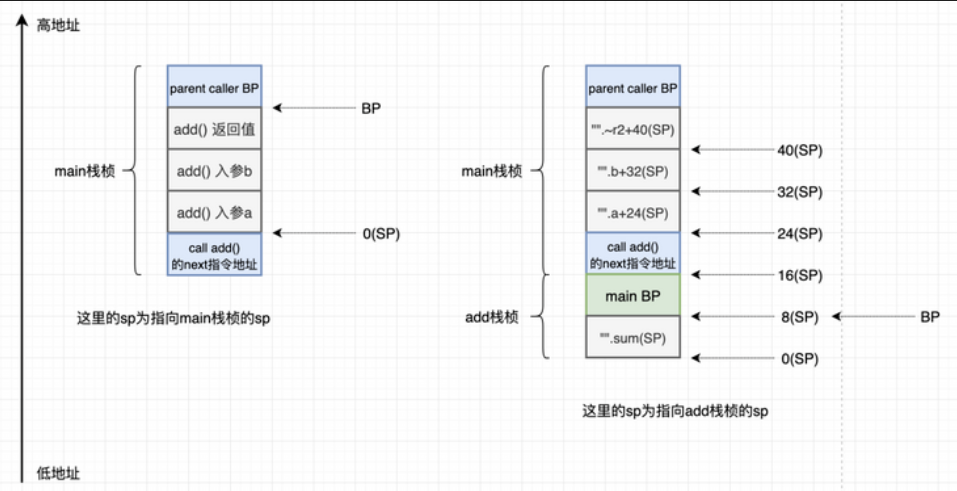 高地址
parent caller BP
BP
add() 返回值
main栈桢
add() 入参b
add() 入参a
0(SP)
call add()
的next指令地址
这里的sp为指向main栈桢的sp
parent caller BP
"".~r2+40(SP)
40(SP)
main栈桢
"".b+32(SP)
32(SP)
"".a+24(SP)
24(SP)
call add()
的next指令地址
16(SP)
main BP
add栈桢
8(SP)
BP
"".sum(SP)
0(SP)
这里的sp为指向add栈桢的sp
低地址